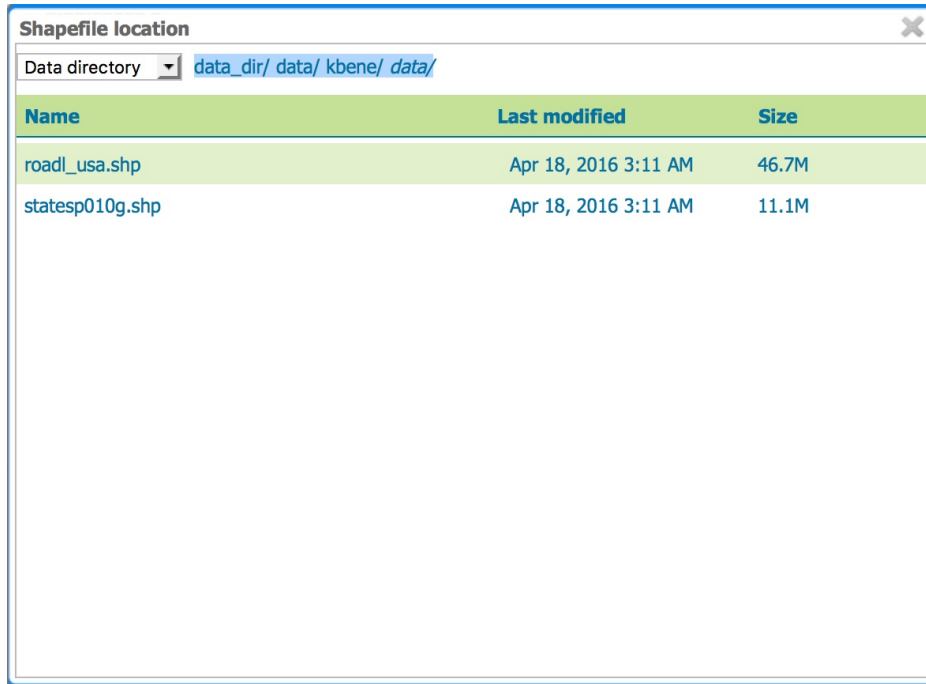 Shapefile location
Data directory data_dir/ data/ kbene/ data/
Name Last modified Size
roadl_usa.shp Apr 18, 2016 3:11 AM 46.7M
statesp010g.shp Apr 18, 2016 3:11 AM 11.1M